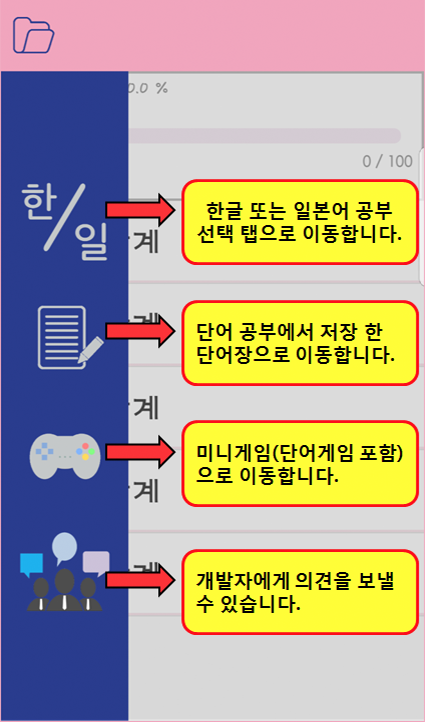 0.0 %
0 / 100
한/일
한글 또는 일본어 공부
선택 탭으로 이동합니다.
계
단어 공부에서 저장 한
단어장으로 이동합니다.
계
계
미니게임(단어게임 포함)
으로 이동합니다.
계
개발자에게 의견을 보낼
수 있습니다.